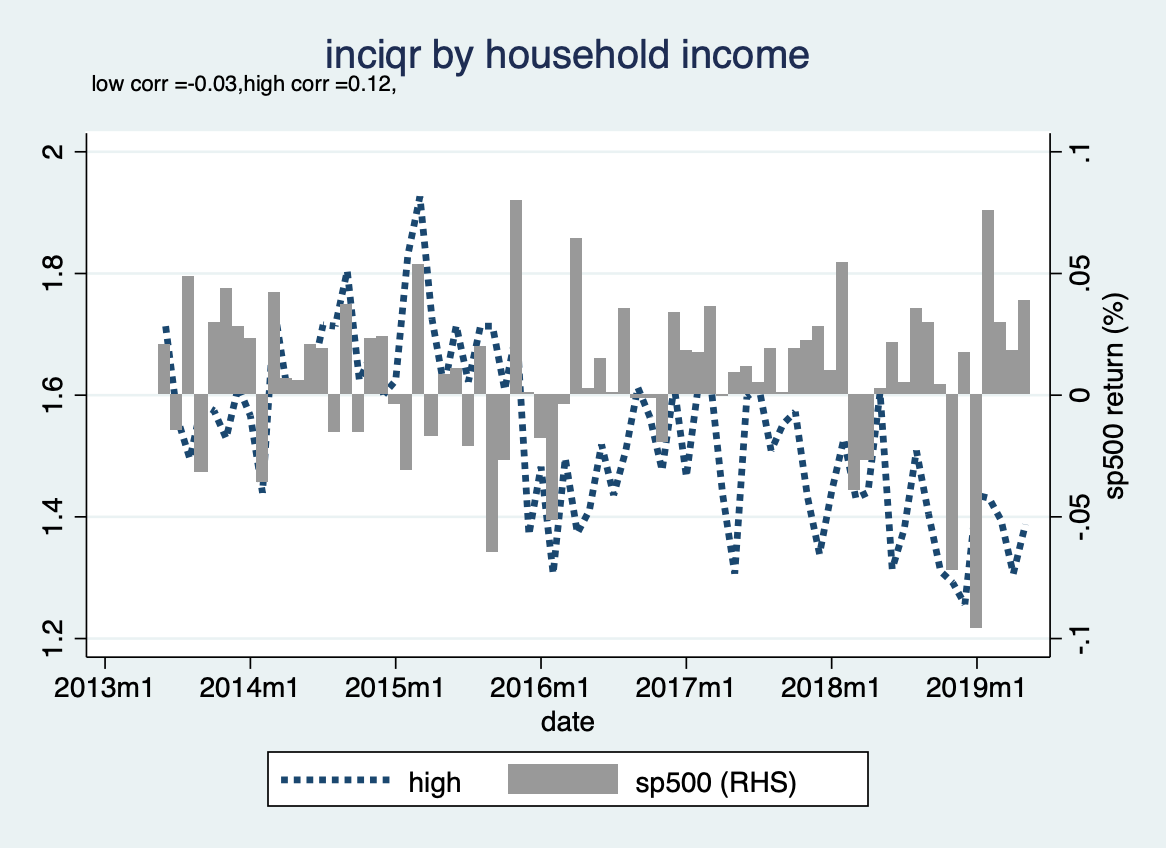 inciqr by household income
low corr =-0.03,high corr =0.12,
2
1.8
1.6
1.4
1.2
.1
.05
0
-.05
-.1
sp500 return (%)
2013m1 2014m1 2015m1 2016m1 2017m1 2018m1 2019m1
date
high sp500 (RHS)